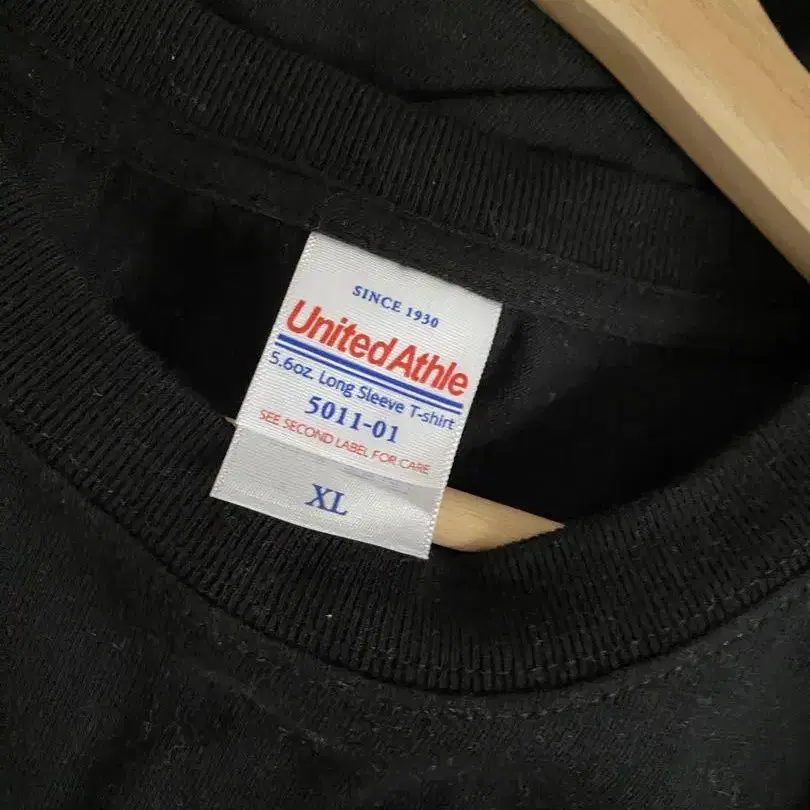 SINCE 1930
UnitedAthle
5.6oz. Long Sleeve T-shirt
5011-01
SEE SECOND LABEL FOR CARE
XL